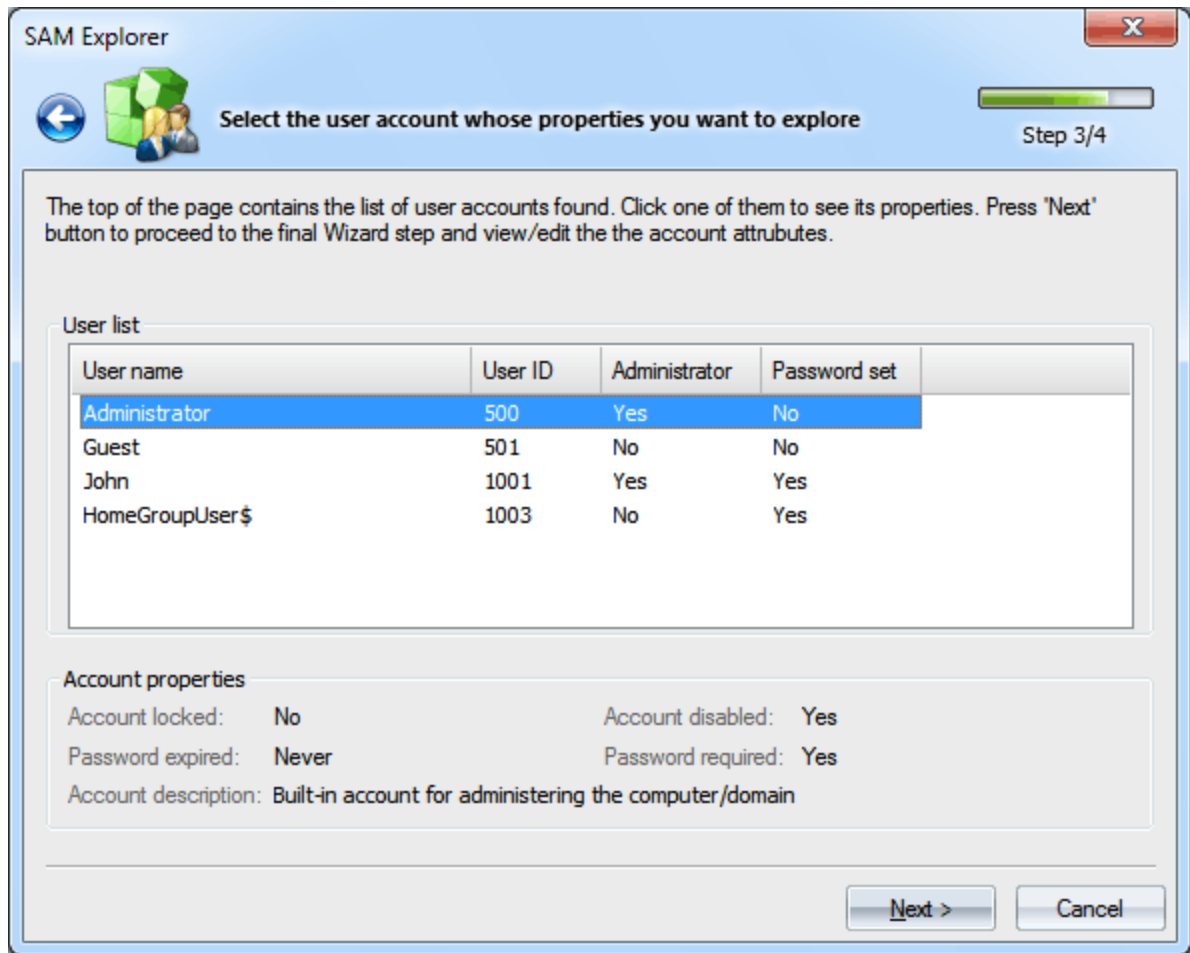 SAM Explorer
Select the user account whose properties you want to explore
Step 3/4
The top of the page contains the list of user accounts found. Click one of them to see its properties. Press 'Next'
button to proceed to the final Wizard step and view/edit the the account attrubutes.
User list
User name User ID Administrator Password set
Administrator 500 Yes No
Guest 501 No No
John 1001 Yes Yes
HomeGroupUser$ 1003 No Yes
Account properties
Account locked: No Account disabled: Yes
Password expired: Never Password required: Yes
Account description: Built-in account for administering the computer/domain
Next > Cancel